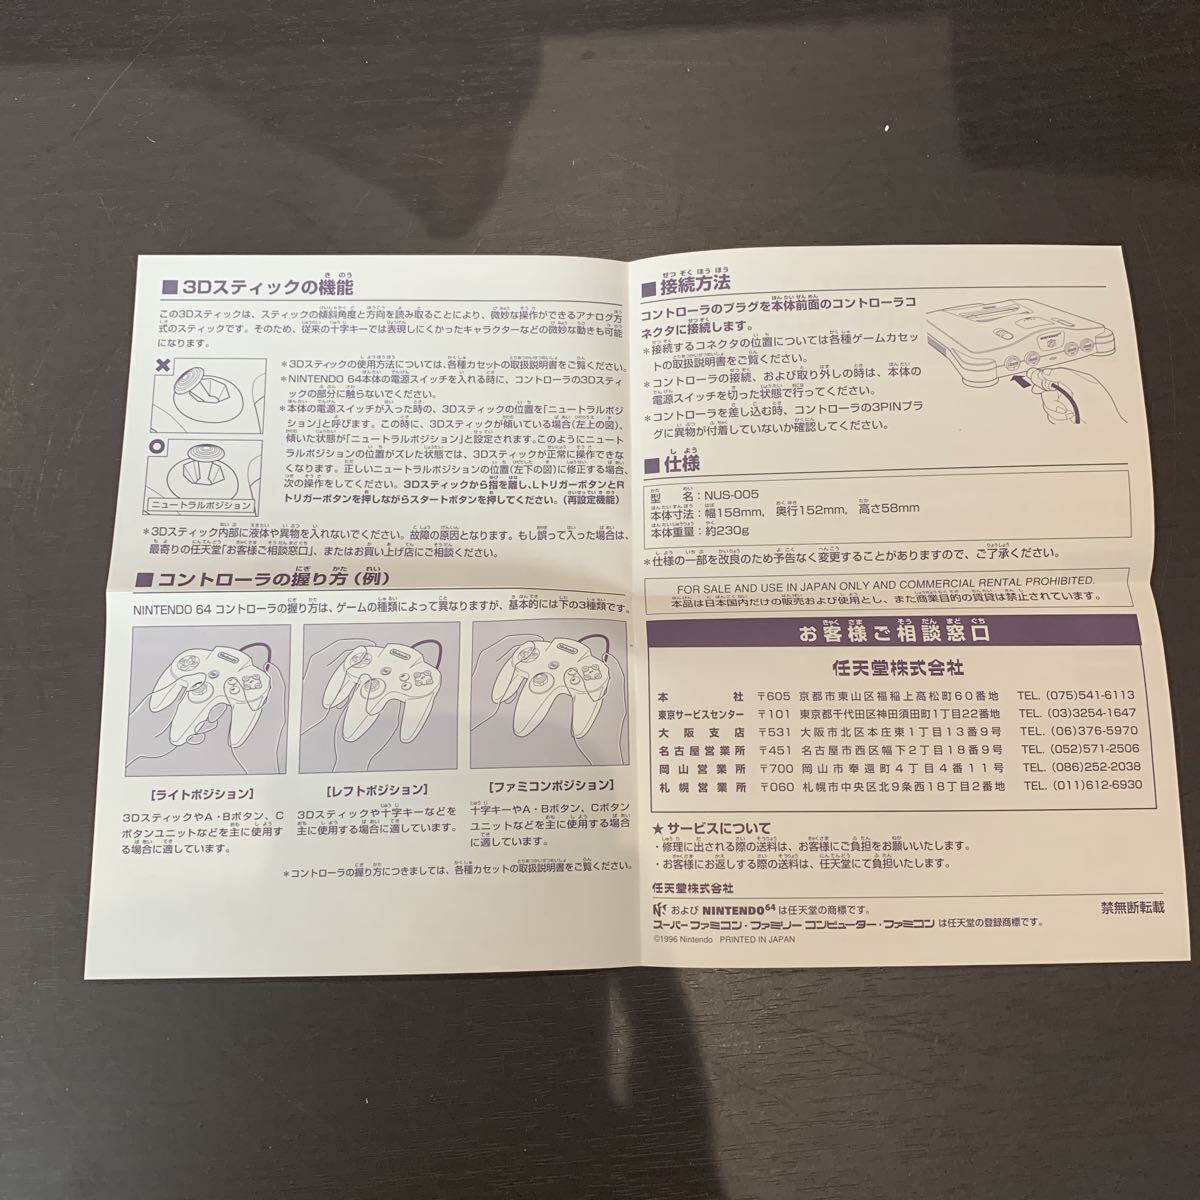 ■3Dスティックの機能
この3Dスティックは、スティックの傾斜角度と方向を読み取ることにより、微妙な操作ができるアナログ方
式のスティックです。そのため、従来の十字キーでは表現しにくかったキャラクターなどの微妙な動きも可能
になります。
ニュートラルポジション
＊3Dスティックの使用方法については、各種カセットの取扱説明書をご覧ください。
＊NINTENDO 64本体の電源スイッチを入れる時に、コントローラの3Dスティ
ックの部分に触らないでください。
＊本体の電源スイッチが入った時の、3Dスティックの位置を「ニュートラルポジ
ション」と呼びます。この時に、3Dスティックが傾いている場合(左上の図)、
傾いた状態が「ニュートラルポジション」と設定されます。このようにニュート
ラルポジションの位置がズレた状態では、3Dスティックが正常に操作できな
くなります。正しいニュートラルポジションの位置(左下の図)に修正する場合、
次の操作をしてください。3Dスティックから指を離し、LトリガーボタンとR
トリガーボタンを押しながらスタートボタンを押してください。(再設定機能)
＊3Dスティック内部に液体や異物を入れないでください。故障の原因となります。もし誤って入った場合は、
最寄りの任天堂「お客様ご相談窓口」、またはお買い上げ店にご相談ください。
■コントローラの握り方(例)
NINTENDO 64 コントローラの握り方は、ゲームの種類によって異なりますが、基本的には下の3種類です。
[ライトポジション]
3DスティックやA・Bボタン、C
ボタンユニットなどを主に使用す
る場合に適しています。
[レフトポジション]
3Dスティックや十字キーなどを
主に使用する場合に適しています。
[ファミコンポジション]
十字キーやA・Bボタン、Cボタン
ユニットなどを主に使用する場合
に適しています。
＊コントローラの握り方につきましては、各種カセットの取扱説明書をご覧ください。
■接続方法
コントローラのプラグを本体前面のコントローラコ
ネクタに接続します。
＊接続するコネクタの位置については各種ゲームカセッ
トの取扱説明書をご覧ください。
＊コントローラの接続、および取り外しの時は、本体の
電源スイッチを切った状態で行ってください。
＊コントローラを差し込む時、コントローラの3PINプラ
グに異物が付着していないか確認してください。
■仕様
型　名：NUS-005
本体寸法：幅158mm, 奥行152mm, 高さ58mm
本体重量：約230g
＊仕様の一部を改良のため予告なく変更することがありますので、ご了承ください。
FOR SALE AND USE IN JAPAN ONLY AND COMMERCIAL RENTAL PROHIBITED.
本品は日本国内だけの販売および使用とし、また商業目的の賃貸は禁止されています。
お客様ご相談窓口
任天堂株式会社
本社 〒605 京都市東山区福稲上高松町60番地 TEL. (075)541-6113
東京サービスセンター 〒101 東京都千代田区神田須田町1丁目22番地 TEL. (03)3254-1647
大阪支店 〒531 大阪市北区本庄東1丁目13番9号 TEL. (06)376-5970
名古屋営業所 〒451 名古屋市西区幅下2丁目18番9号 TEL. (052)571-2506
岡山営業所 〒700 岡山市奉還町4丁目4番11号 TEL. (086)252-2038
札幌営業所 〒060 札幌市中央区北9条西18丁目2番地 TEL. (011)612-6930
★サービスについて
・修理に出される際の送料は、お客様にご負担をお願いいたします。
・お客様にお返しする際の送料は、任天堂にて負担いたします。
任天堂株式会社
および NINTENDO64 は任天堂の商標です。
禁無断転載
スーパーファミコン・ファミリーコンピューター・ファミコン は任天堂の登録商標です。
©1996 Nintendo PRINTED IN JAPAN